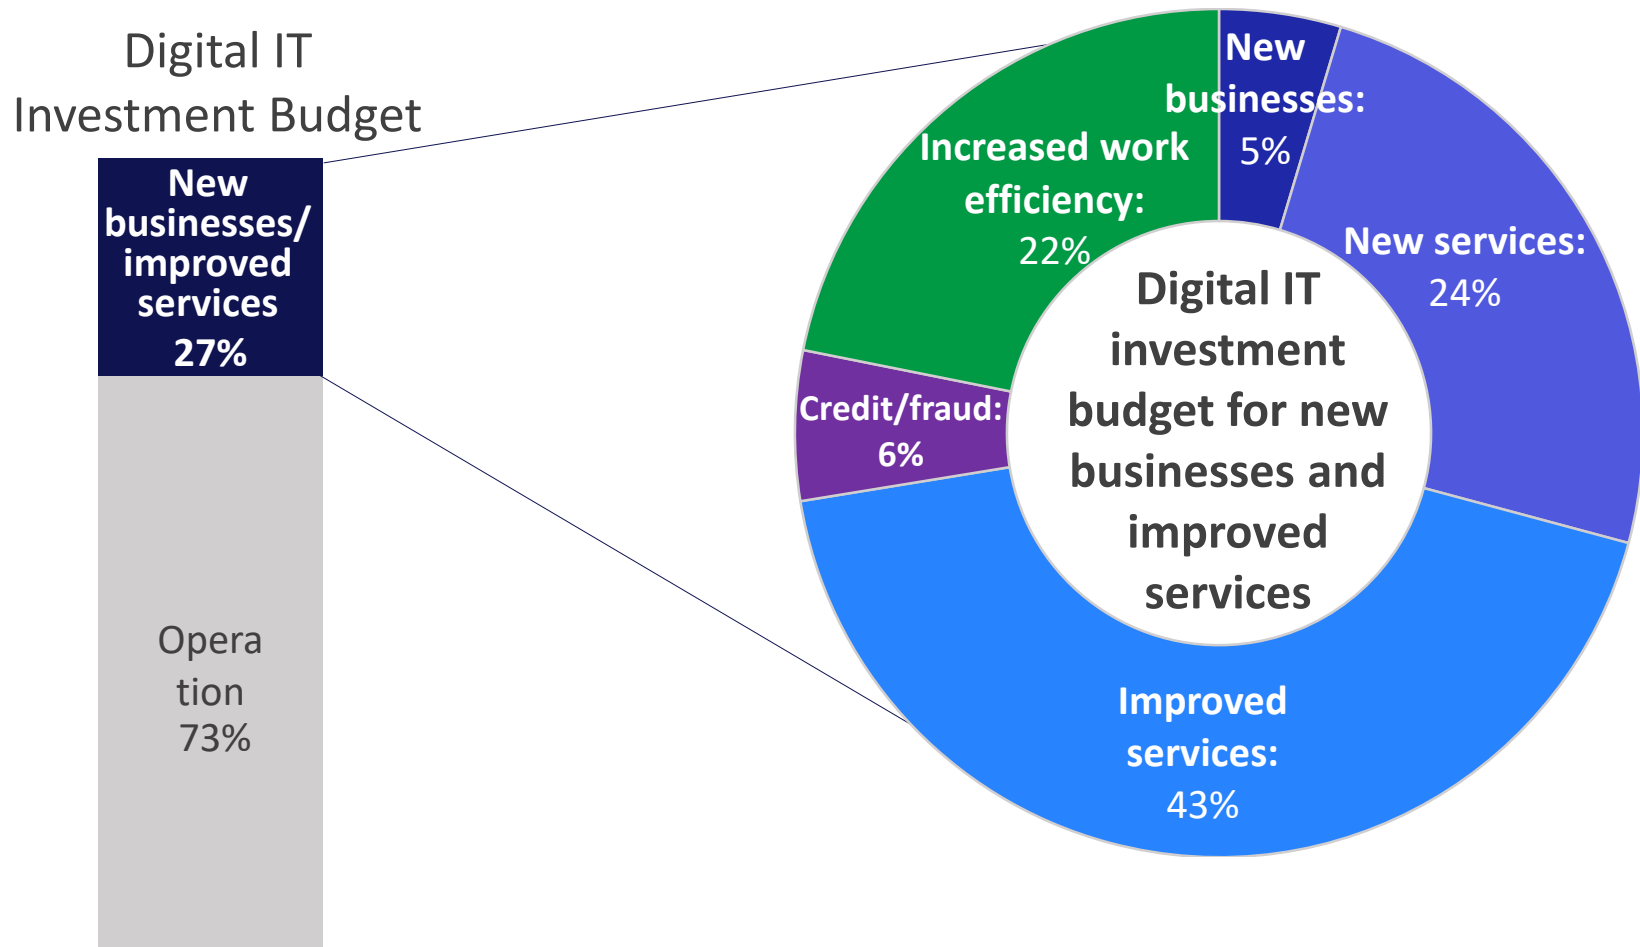 Digital IT
Investment Budget
New
businesses/
improved
services
27%
Opera
tion
73%
New
businesses:
5%
New services:
24%
Improved
services:
43%
Credit/fraud:
6%
Increased work
efficiency:
22%
Digital IT
investment
budget for new
businesses and
improved
services